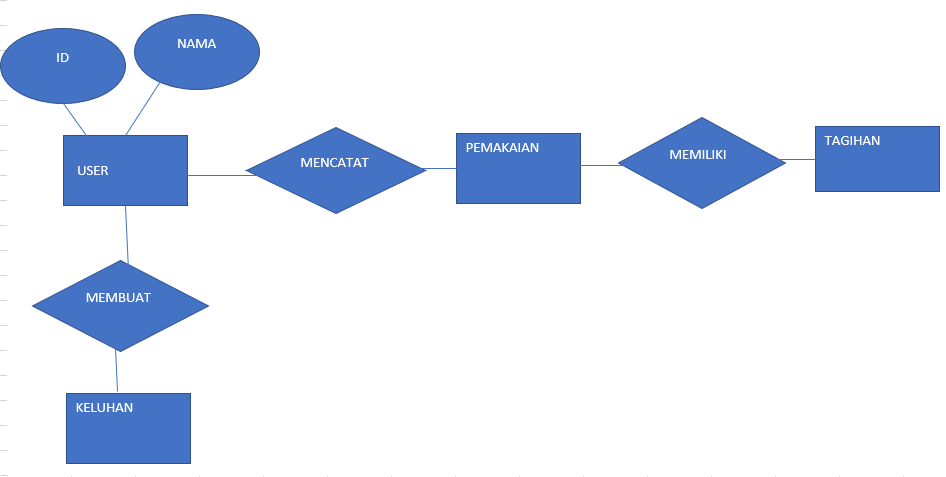 ID
NAMA
USER
MENCATAT
PEMAKAIAN
MEMILIKI
TAGIHAN
MEMBUAT
KELUHAN